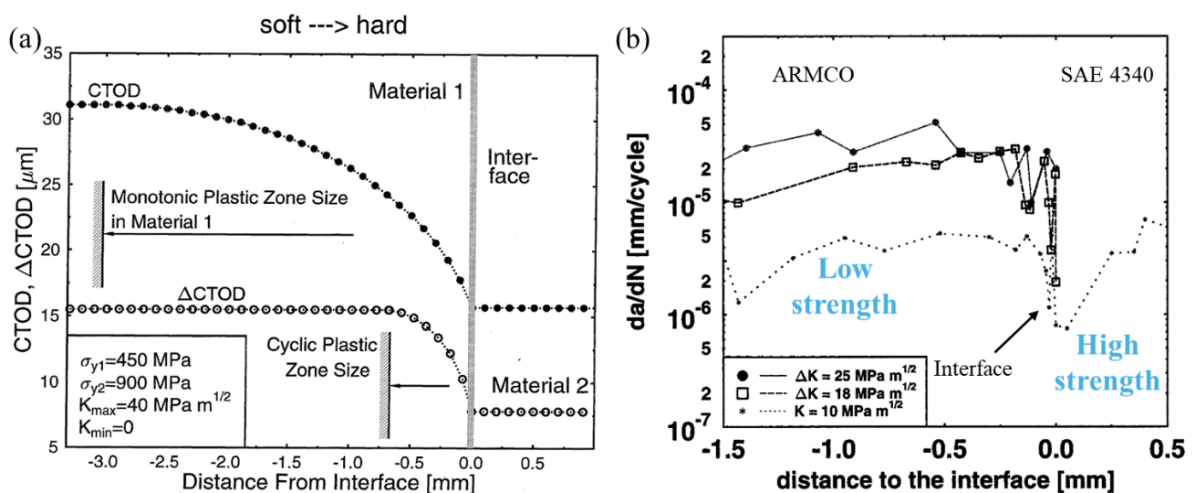 soft ---> hard
(a)
35
30
25
20
15
10
5
CTOD, ΔCTOD [μm]
CTOD
Material 1
Inter-
face
Monotonic Plastic Zone Size
in Material 1
ΔCTOD
Cyclic Plastic
Zone Size
Material 2
σy1=450 MPa
σy2=900 MPa
Kmax=40 MPa m1/2
Kmin=0
-3.0 -2.5 -2.0 -1.5 -1.0 -0.5 0.0 0.5
Distance From Interface [mm]
(b)
2
10-4
5
2
10-5
5
2
10-6
5
2
10-7
da/dN [mm/cycle]
ARMCO
SAE 4340
Low
strength
Interface
High
strength
ΔK = 25 MPa m1/2
ΔK = 18 MPa m1/2
K = 10 MPa m1/2
-1.5 -1.0 -0.5 0.0 0.5
distance to the interface [mm]